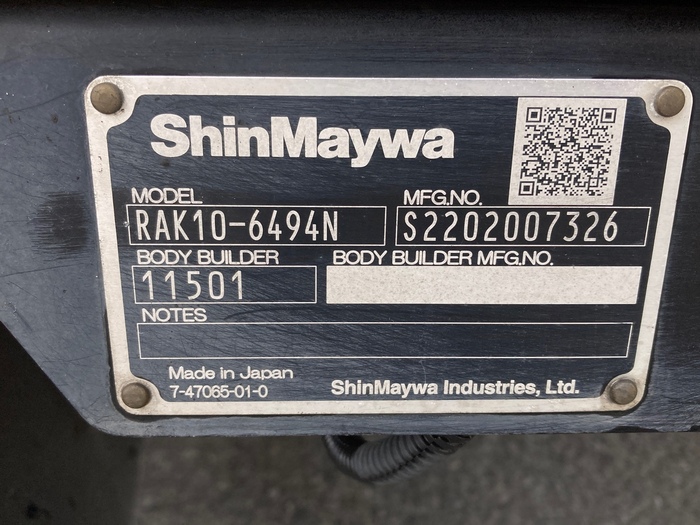 ShinMaywa
MODEL MFG.NO.
RAK10-6494N S2202007326
BODY BUILDER BODY BUILDER MFG.NO.
11501
NOTES
Made in Japan
7-47065-01-0 ShinMaywa Industries, Ltd.